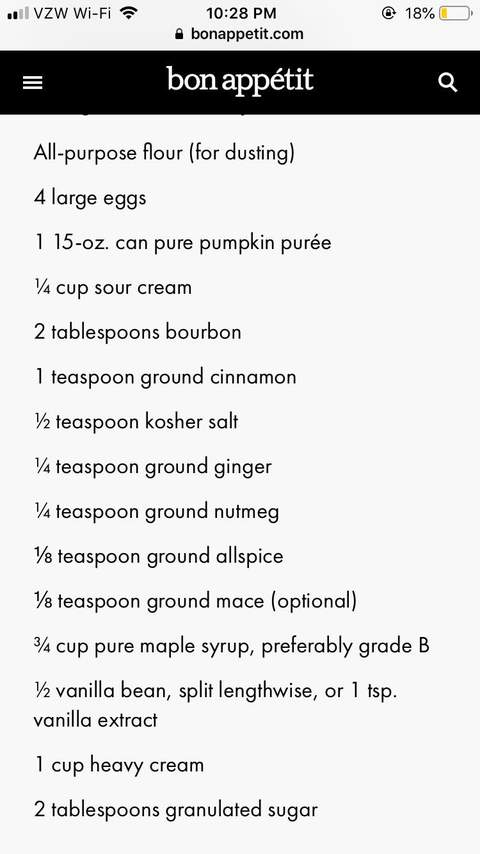 VZW Wi-Fi 10:28 PM 18%
bonappetit.com
bon appétit
All-purpose flour (for dusting)
4 large eggs
1 15-oz. can pure pumpkin purée
¼ cup sour cream
2 tablespoons bourbon
1 teaspoon ground cinnamon
½ teaspoon kosher salt
¼ teaspoon ground ginger
¼ teaspoon ground nutmeg
⅛ teaspoon ground allspice
⅛ teaspoon ground mace (optional)
¾ cup pure maple syrup, preferably grade B
½ vanilla bean, split lengthwise, or 1 tsp.
vanilla extract
1 cup heavy cream
2 tablespoons granulated sugar